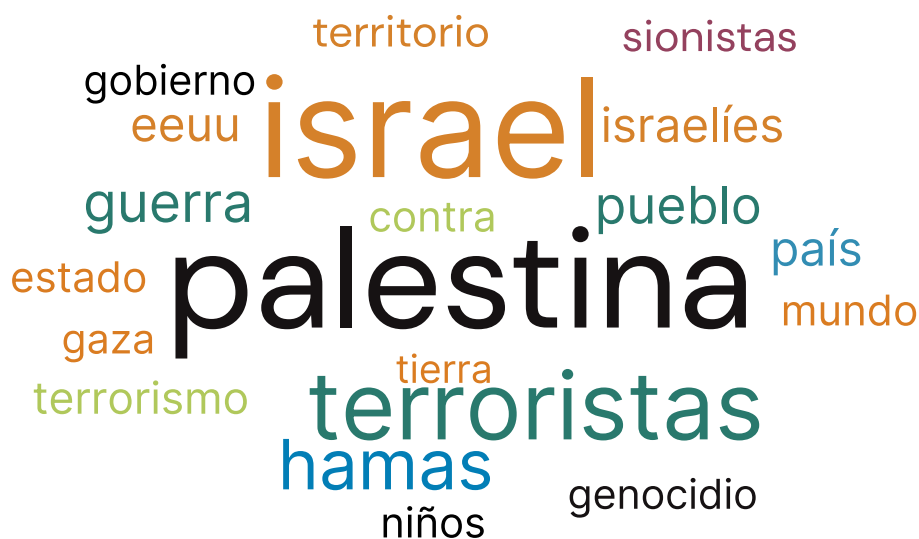 territorio
sionistas
gobierno
israel
eeuu
israelíes
guerra
contra
pueblo
palestina
país
estado
mundo
gaza
tierra
terrorismo
terroristas
hamas
genocidio
niños